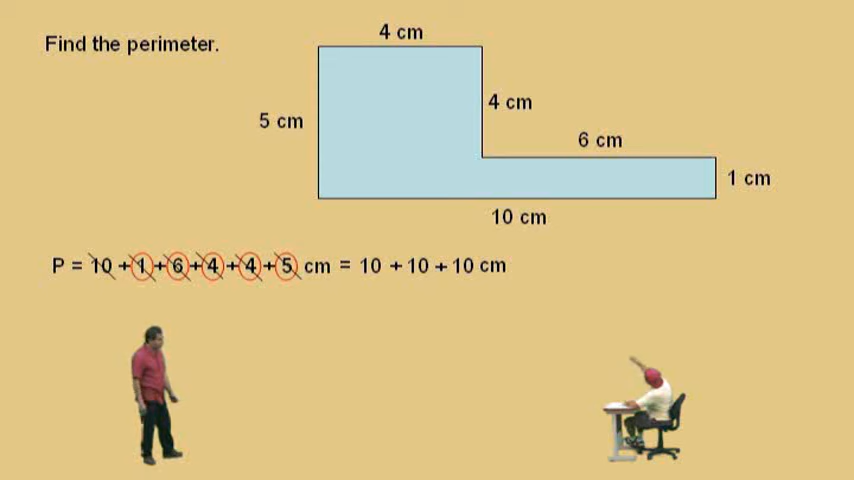 4 cm
Find the perimeter.
4 cm
5 cm
6 cm
1 cm
10 cm
P = 10 + 1 + 6 + 4 + 4 + 5 cm = 10 + 10 + 10 cm